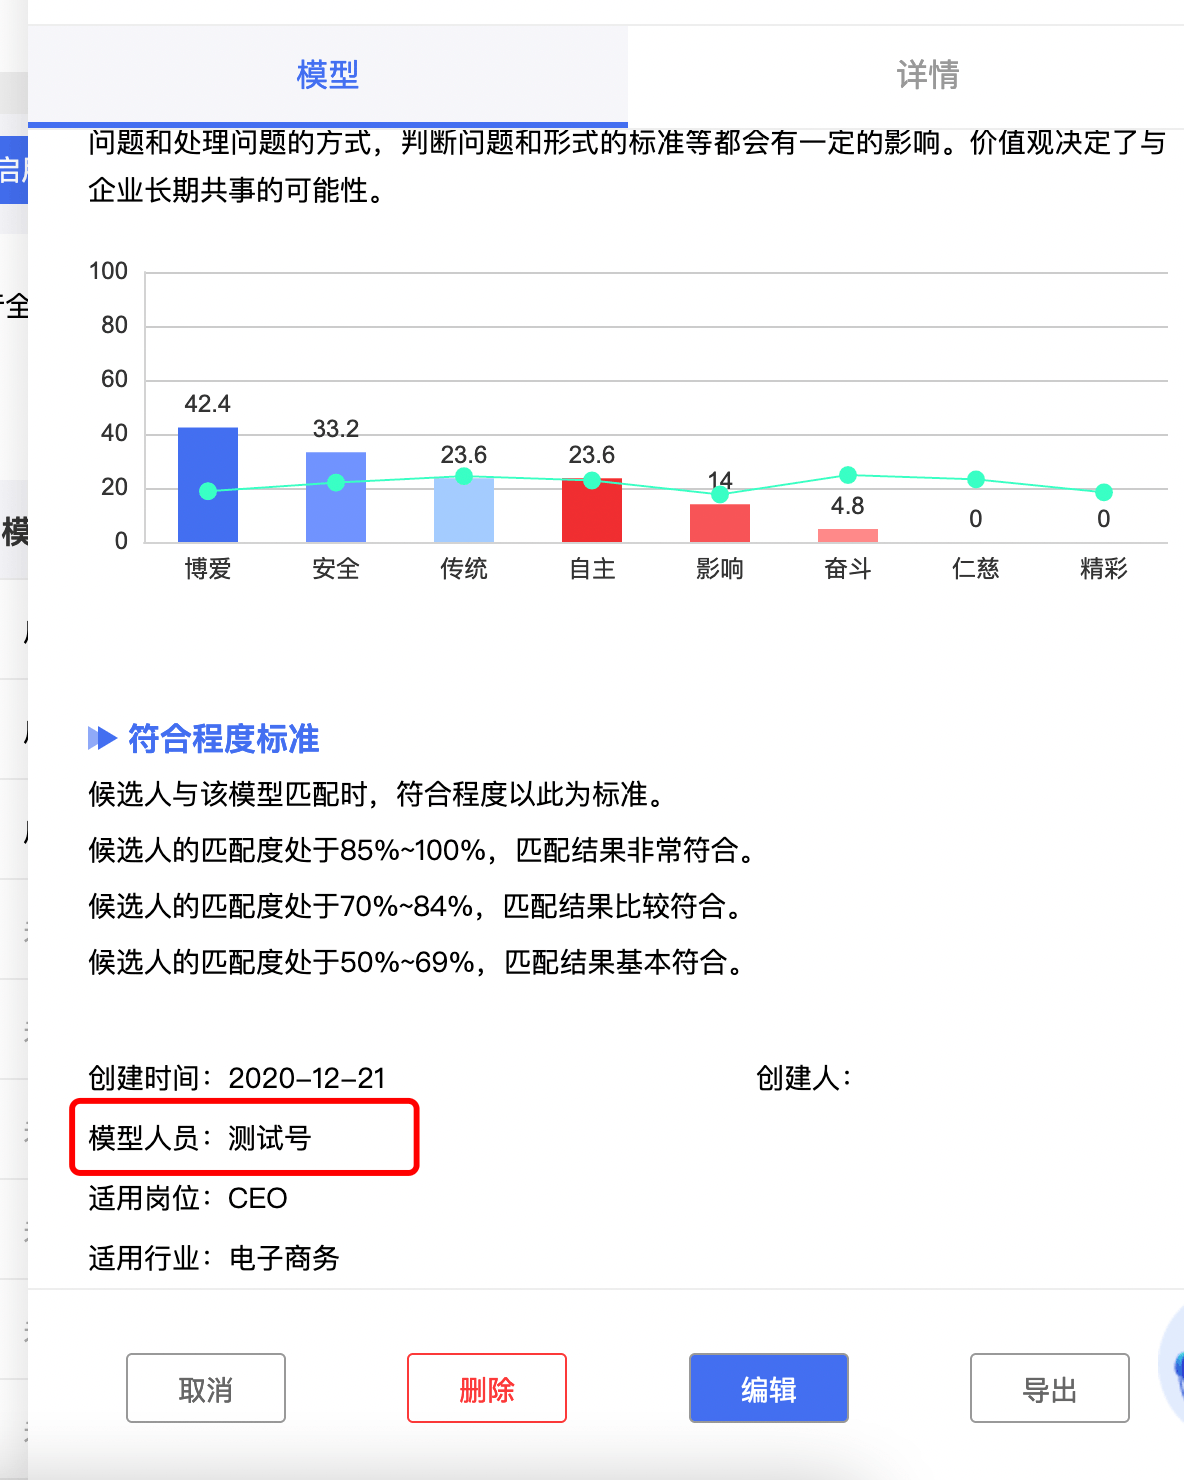 模型
详情
问题和处理问题的方式，判断问题和形式的标准等都会有一定的影响。价值观决定了与
企业长期共事的可能性。
100
80
60
40
20
0
42.4
33.2
23.6
23.6
14
4.8
0
0
博爱
安全
传统
自主
影响
奋斗
仁慈
精彩
符合程度标准
候选人与该模型匹配时，符合程度以此为标准。
候选人的匹配度处于85%~100%，匹配结果非常符合。
候选人的匹配度处于70%~84%，匹配结果比较符合。
候选人的匹配度处于50%~69%，匹配结果基本符合。
创建时间：2020-12-21
创建人：
模型人员：测试号
适用岗位：CEO
适用行业：电子商务
取消
删除
编辑
导出